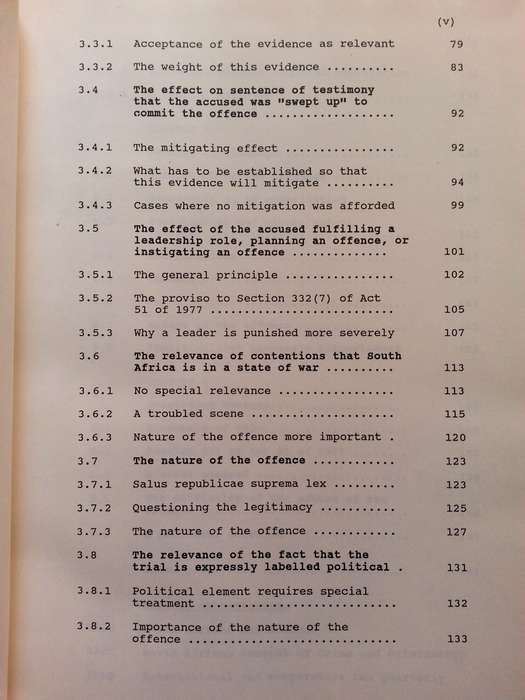 (v)
3.3.1 Acceptance of the evidence as relevant 79
3.3.2 The weight of this evidence .......... 83
3.4 The effect on sentence of testimony
that the accused was "swept up" to
commit the offence ................... 92
3.4.1 The mitigating effect ................ 92
3.4.2 What has to be established so that
this evidence will mitigate .......... 94
3.4.3 Cases where no mitigation was afforded 99
3.5 The effect of the accused fulfilling a
leadership role, planning an offence, or
instigating an offence .............. 101
3.5.1 The general principle ................ 102
3.5.2 The proviso to Section 332(7) of Act
51 of 1977 ........................... 105
3.5.3 Why a leader is punished more severely 107
3.6 The relevance of contentions that South
Africa is in a state of war .......... 113
3.6.1 No special relevance ................. 113
3.6.2 A troubled scene ..................... 115
3.6.3 Nature of the offence more important . 120
3.7 The nature of the offence ............ 123
3.7.1 Salus republicae suprema lex ......... 123
3.7.2 Questioning the legitimacy ........... 125
3.7.3 The nature of the offence ............ 127
3.8 The relevance of the fact that the
trial is expressly labelled political . 131
3.8.1 Political element requires special
treatment ............................ 132
3.8.2 Importance of the nature of the
offence .............................. 133